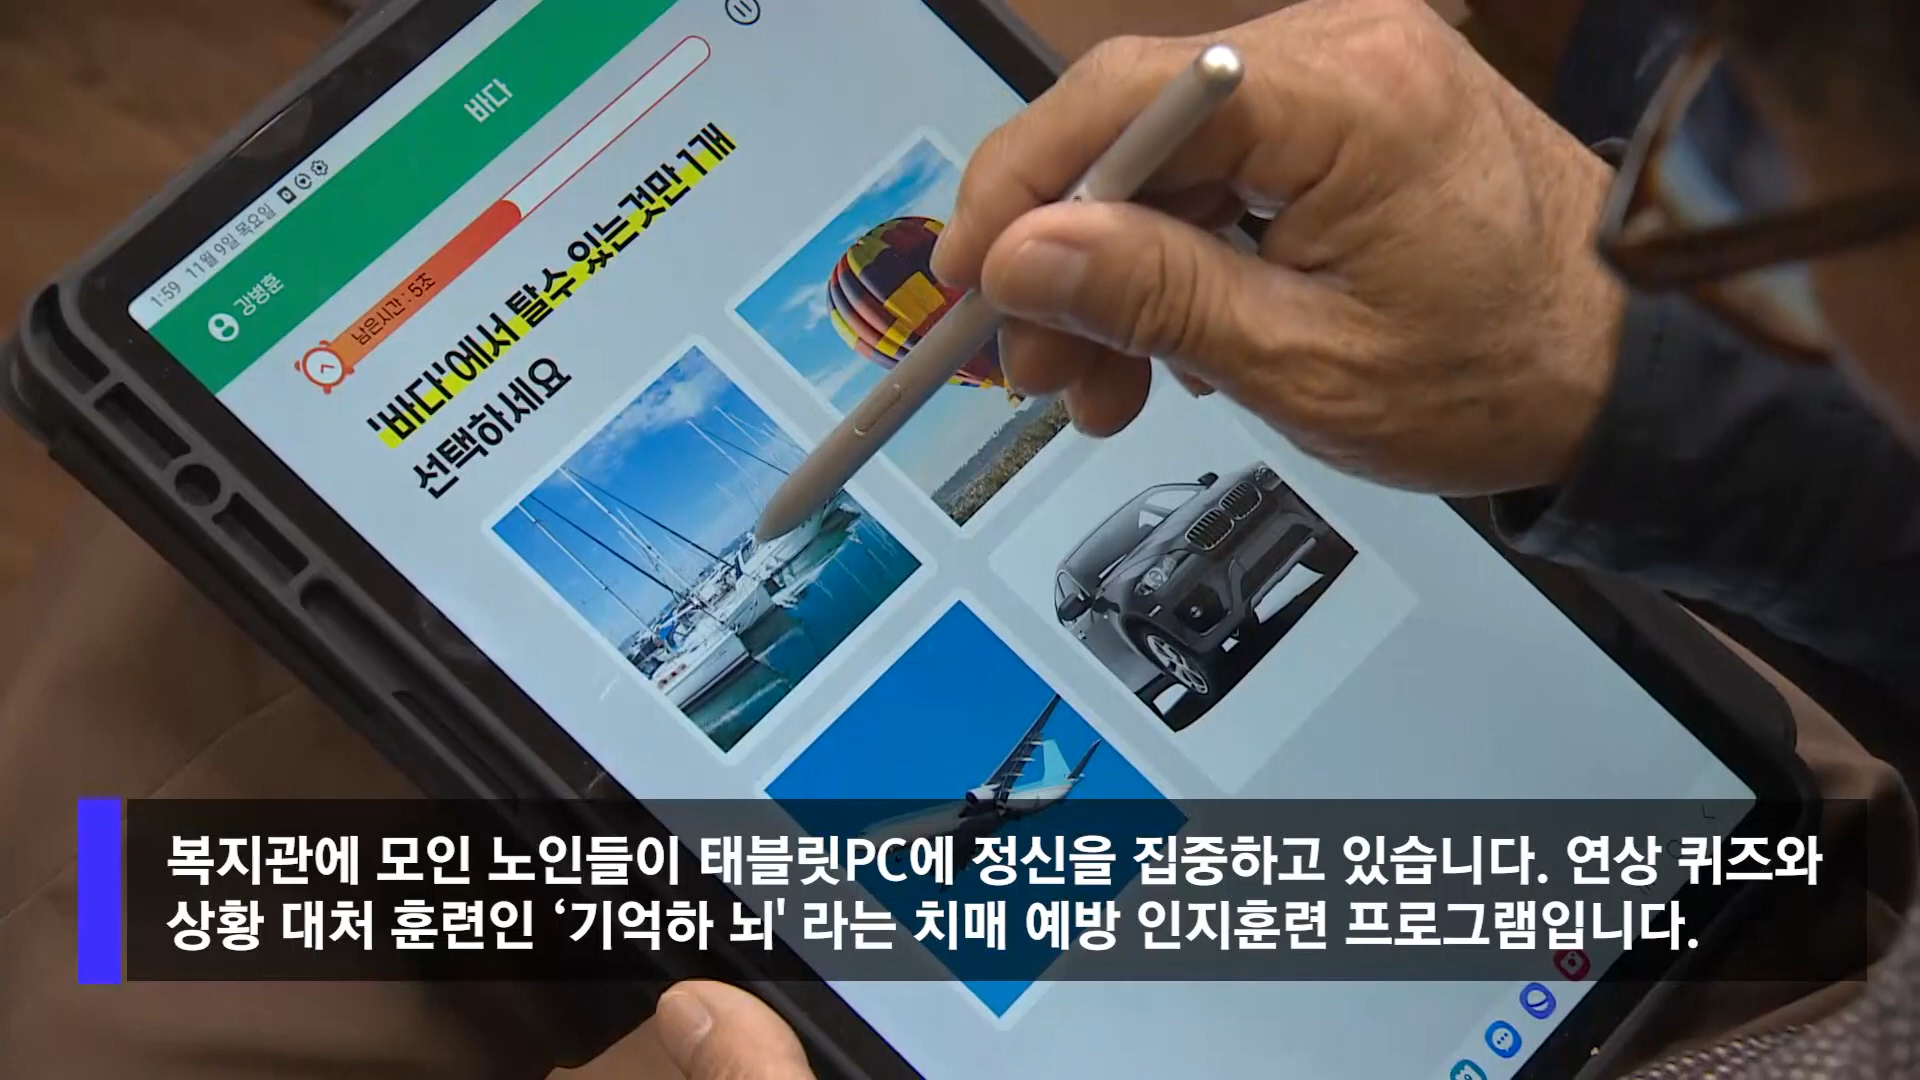 1:59 11월 9일 목요일
강병훈
바다
남은시간 : 5초
'바다'에서 탈수 있는것만 1개
선택하세요
복지관에 모인 노인들이 태블릿PC에 정신을 집중하고 있습니다. 연상 퀴즈와
상황 대처 훈련인 ‘기억하 뇌' 라는 치매 예방 인지훈련 프로그램입니다.